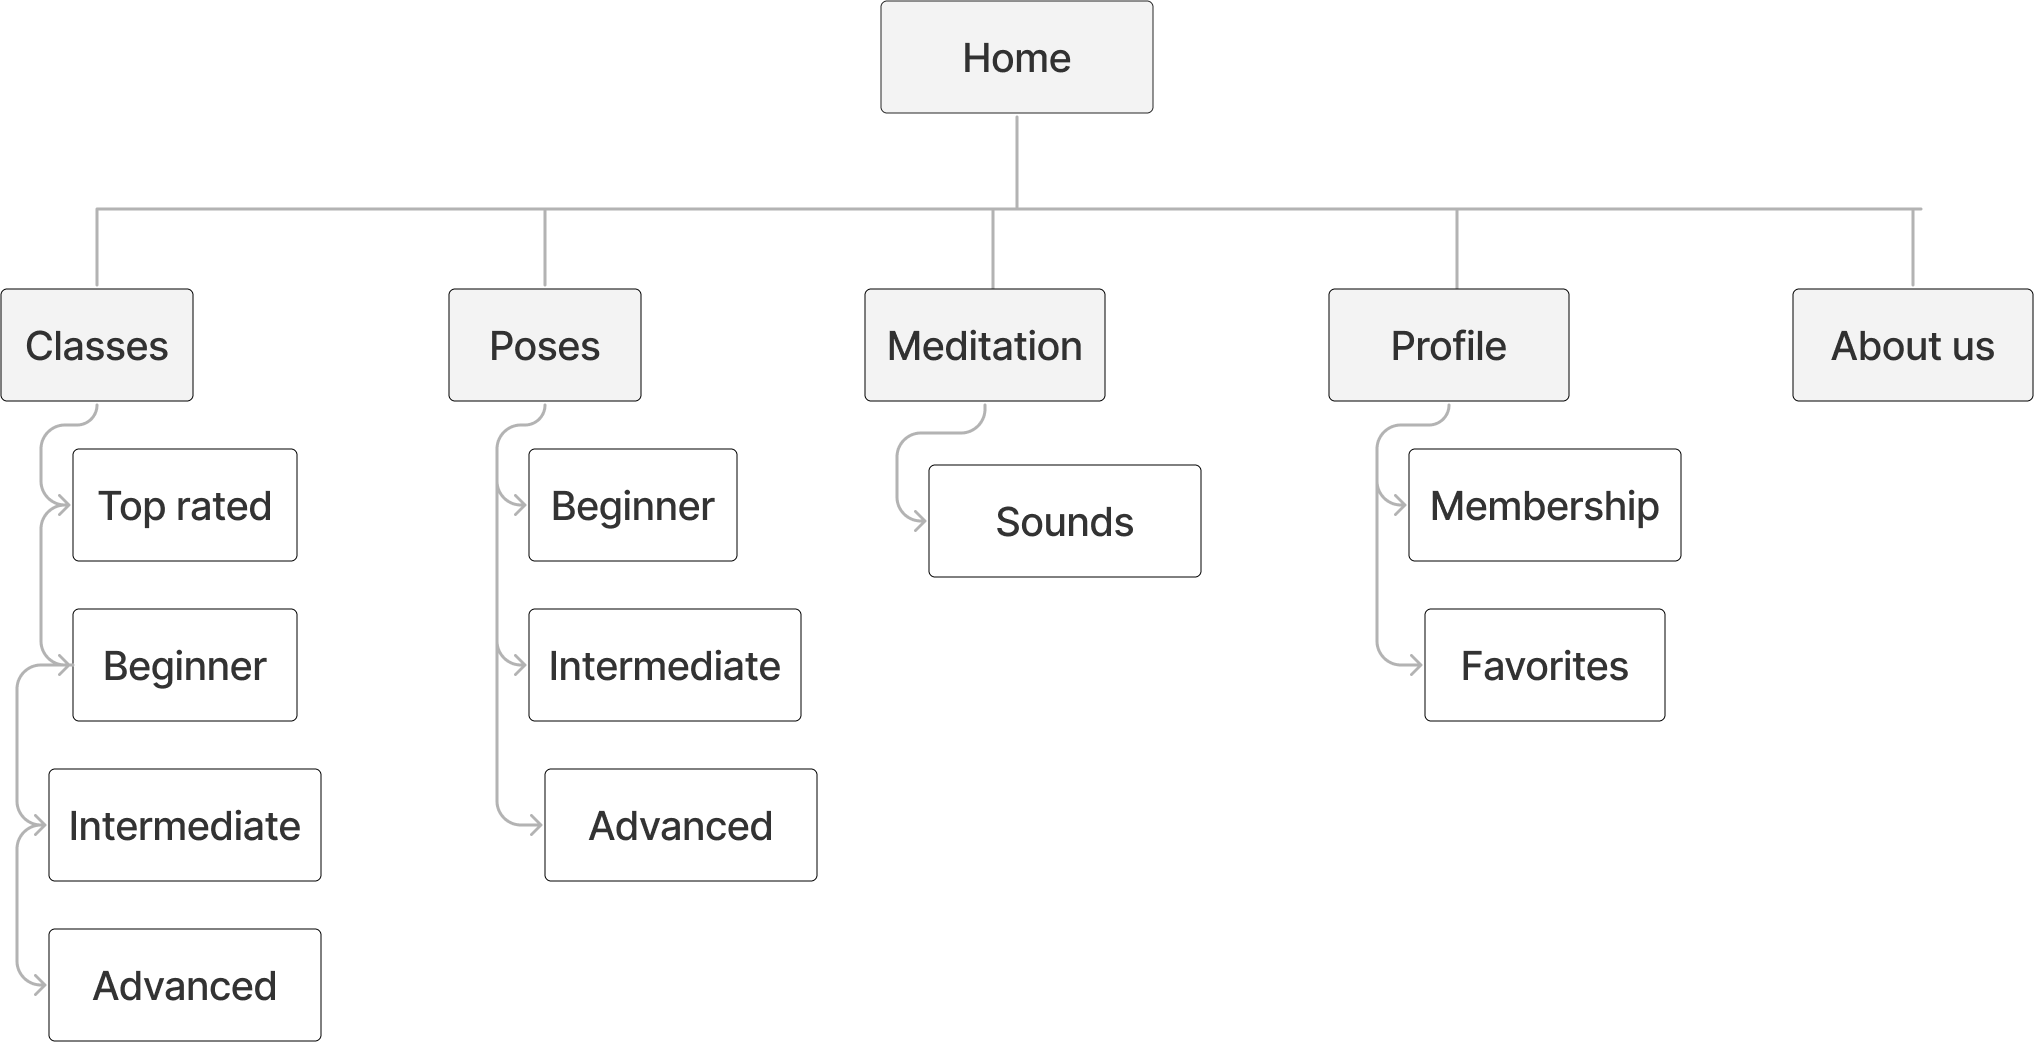 Home
Classes
Poses
Meditation
Profile
About us
Top rated
Beginner
Intermediate
Advanced
Beginner
Intermediate
Advanced
Sounds
Membership
Favorites